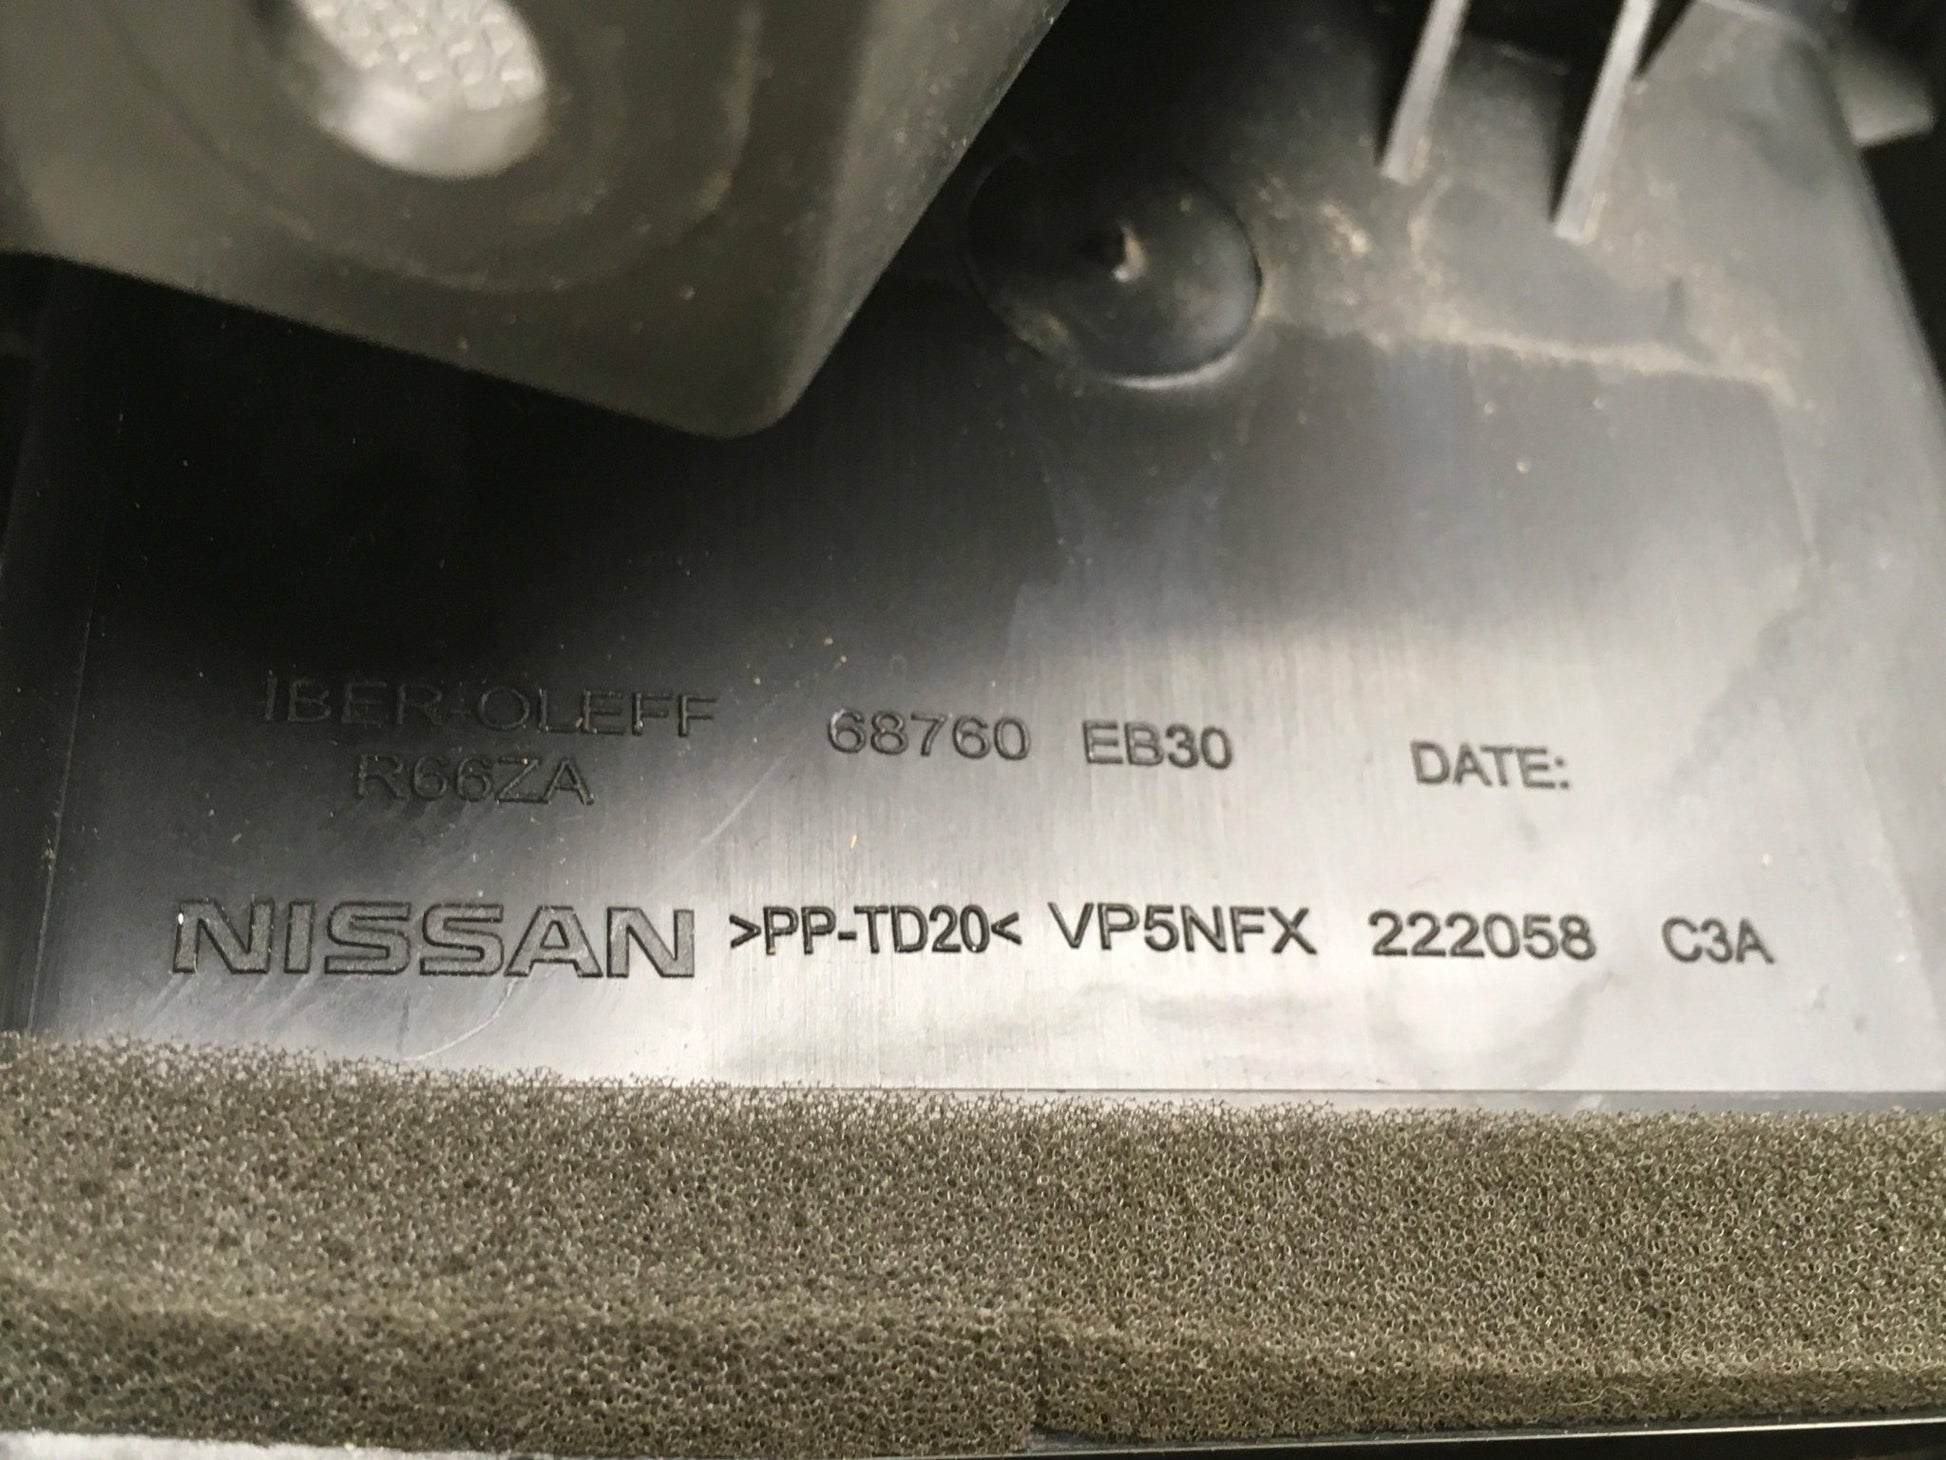 IBER-OLEFF 68760 EB30 DATE:
R66ZA
NISSAN >PP-TD20< VP5NFX 222058 C3A